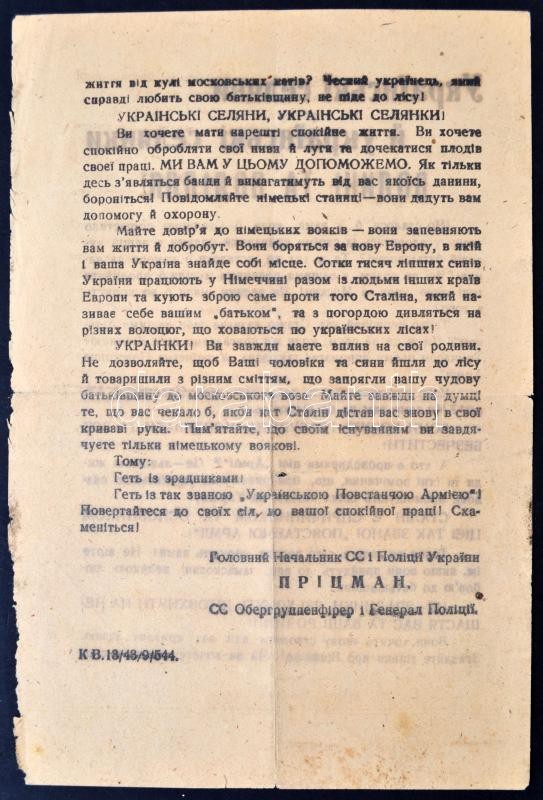 життя від кулі московських катів? Чесний українець, який
справді любить свою батьківщину, не піде до лісу!
УКРАЇНСЬКІ СЕЛЯНИ, УКРАЇНСЬКІ СЕЛЯНКИ!
Ви хочете мати нарешті спокійне життя. Ви хочете
спокійно обробляти свої ниви й луги та дочекатися плодів
своєї праці. МИ ВАМ У ЦЬОМУ ДОПОМОЖЕМО. Як тільки
десь з'являться банди й вимагатимуть від вас якоїсь данини,
бороніться! Повідомляйте німецькі станиці—вони дадуть вам
допомогу й охорону.
Майте довір'я до німецьких вояків — вони запевняють
вам життя й добробут. Вони боряться за нову Европу, в якій
і ваша Україна знайде собі місце. Сотки тисяч ліпших синів
України працюють у Німеччині разом із людьми інших країв
Европи та кують зброю саме проти того Сталіна, який на-
зиває себе вашим „батьком", та з погордою дивляться на
різних волоцюг, що ховаються по українських лісах!
УКРАЇНКИ! Ви завжди маєте вплив на свої родини.
Не дозволяйте, щоб Ваші чоловіки та сини йшли до лісу
й товаришили з різним сміттям, що запрягли вашу чудову
батьківщину до московського воза. Майте завжди на думці
те, що вас чекало б, якби цей Сталін дістав вас знову в свої
криваві руки. Пам'ятайте, що своїм існуванням ви завдя-
чуєте тільки німецькому воякові.
Тому:
Геть із зрадниками!
Геть із так званою „Українською Повстанчою Армією"!
Повертайтеся до своїх сіл, до вашої спокійної праці! Ска-
меніться!
Головний Начальник СС і Поліції України
ПРІЦМАН,
СС Обергруппенфірер і Генерал Поліції.
К В. 13/43/9/544.
darabanth